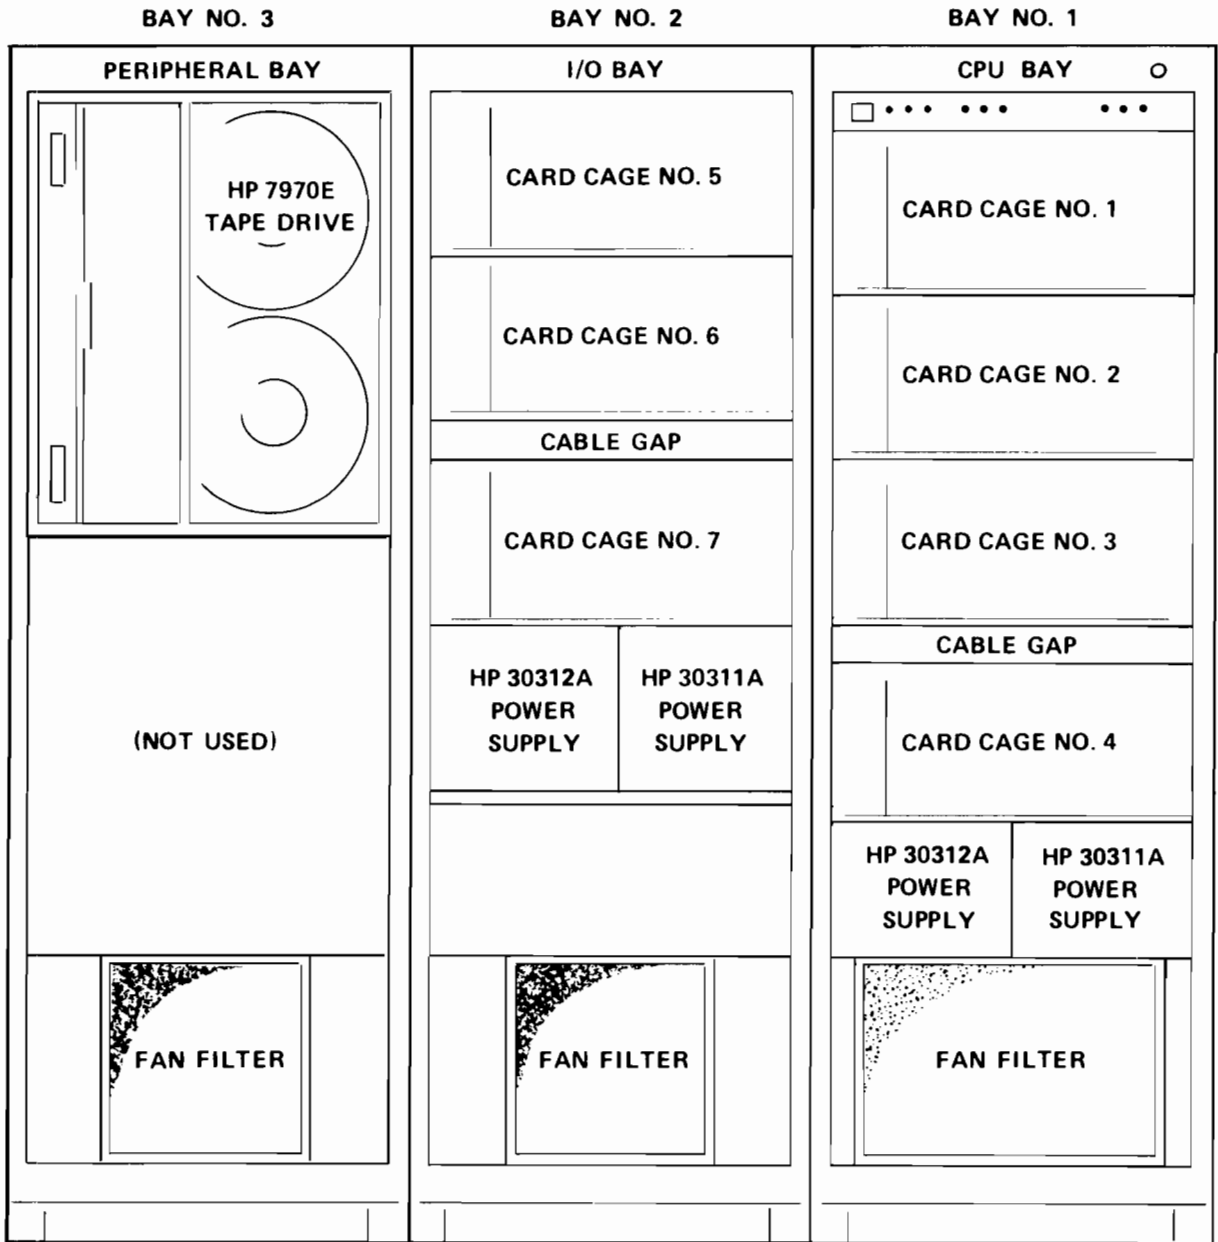 BAY NO. 3
BAY NO. 2
BAY NO. 1
PERIPHERAL BAY
HP 7970E
TAPE DRIVE
(NOT USED)
FAN FILTER
I/O BAY
CARD CAGE NO. 5
CARD CAGE NO. 6
CABLE GAP
CARD CAGE NO. 7
HP 30312A
POWER
SUPPLY
HP 30311A
POWER
SUPPLY
FAN FILTER
CPU BAY
CARD CAGE NO. 1
CARD CAGE NO. 2
CARD CAGE NO. 3
CABLE GAP
CARD CAGE NO. 4
HP 30312A
POWER
SUPPLY
HP 30311A
POWER
SUPPLY
FAN FILTER